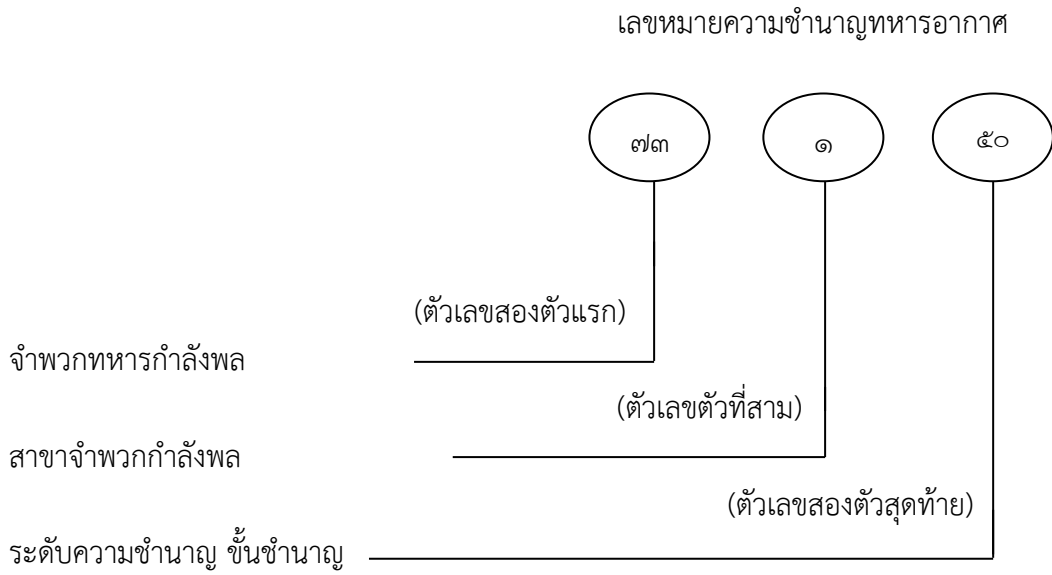 เลขหมายความชำนาญทหารอากาศ
๗๓ ๑ ๕๐
(ตัวเลขสองตัวแรก)
จำพวกทหารกำลังพล
(ตัวเลขตัวที่สาม)
สาขาจำพวกกำลังพล
(ตัวเลขสองตัวสุดท้าย)
ระดับความชำนาญ ขั้นชำนาญ